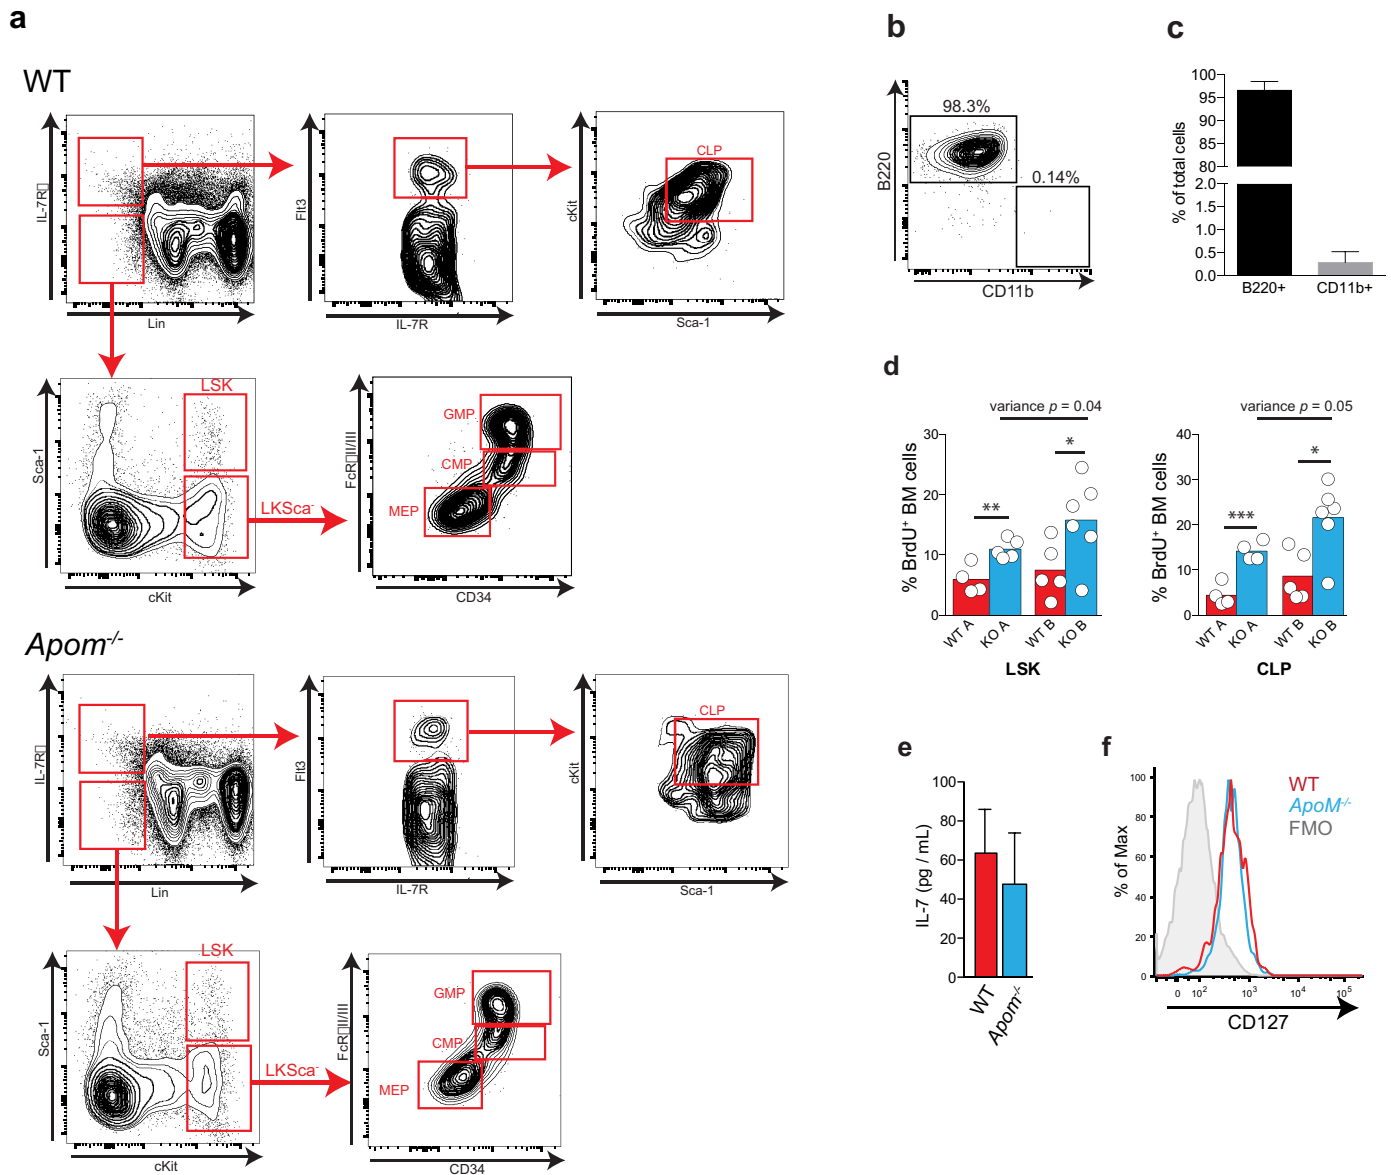 a
WT
IL-7R▯
Lin
Flt3
IL-7R
CLP
cKit
Sca-1
LSK
Sca-1
LKSca-
cKit
GMP
CMP
MEP
FcR▯II/III
CD34
Apom-/-
IL-7R▯
Lin
Flt3
IL-7R
CLP
cKit
Sca-1
LSK
Sca-1
LKSca-
cKit
GMP
CMP
MEP
FcR▯II/III
CD34
b
98.3%
0.14%
B220
CD11b
c
% of total cells
100
95
90
85
80
2.0
1.5
1.0
0.5
0.0
B220+
CD11b+
d
variance p = 0.04
% BrdU+ BM cells
30
20
10
0
**
*
WT A
KO A
WT B
KO B
LSK
variance p = 0.05
% BrdU+ BM cells
40
30
20
10
0
***
*
WT A
KO A
WT B
KO B
CLP
e
IL-7 (pg / mL)
100
80
60
40
20
0
WT
Apom-/-
f
WT
ApoM-/-
FMO
% of Max
100
80
60
40
20
0
0 10² 10³ 10⁴ 10⁵
CD127